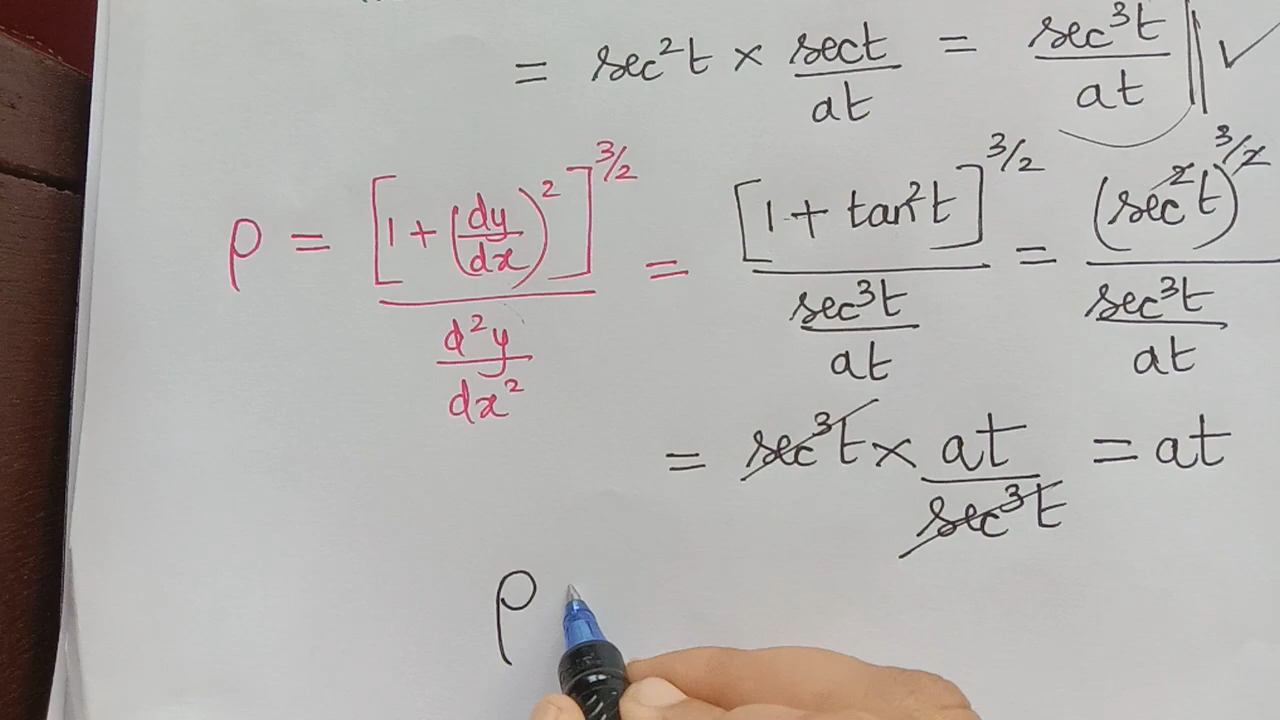 = sec²t × sect/at = sec³t/at ✓
ρ = [1 + (dy/dx)²]^3/2 / d²y/dx² = [1 + tan²t]^3/2 / sec³t/at = (sec²t)^3/2 / sec³t/at
= sec³t × at/sec³t = at
ρ